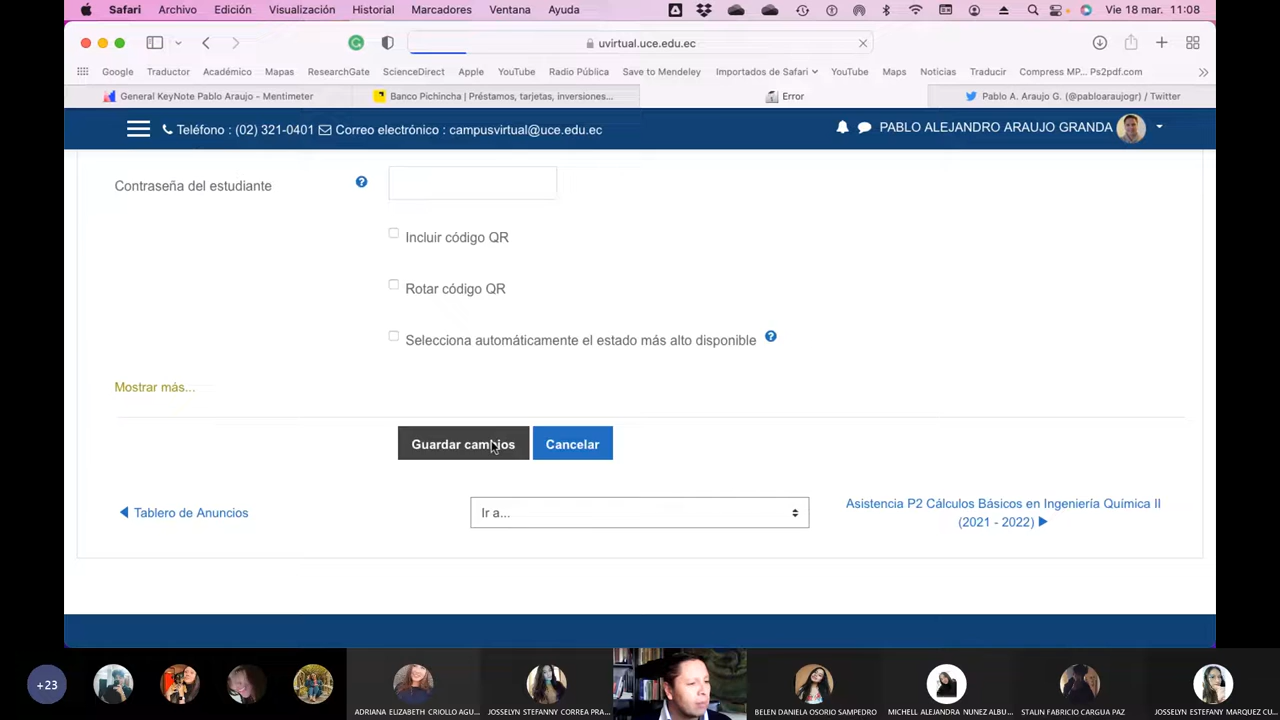 Safari Archivo Edición Visualización Historial Marcadores Ventana Ayuda Vie 18 mar. 11:08
uvirtual.uce.edu.ec
Google Traductor Académico Mapas ResearchGate ScienceDirect Apple YouTube Radio Pública Save to Mendeley Importados de Safari YouTube Maps Noticias Traducir Compress MP... Ps2pdf.com
General KeyNote Pablo Araujo - Mentimeter Banco Pichincha | Préstamos, tarjetas, inversiones... Error Pablo A. Araujo G. (@pabloaraujogr) / Twitter
Teléfono : (02) 321-0401 Correo electrónico : campusvirtual@uce.edu.ec PABLO ALEJANDRO ARAUJO GRANDA
Contraseña del estudiante
Incluir código QR
Rotar código QR
Selecciona automáticamente el estado más alto disponible
Mostrar más...
Guardar cambios Cancelar
Tablero de Anuncios Ir a... Asistencia P2 Cálculos Básicos en Ingeniería Química II
(2021 - 2022)
+23
ADRIANA ELIZABETH CRIOLLO AGU... JOSSELYN STEFANNY CORREA PRA... BELEN DANIELA OSORIO SAMPEDRO MICHELL ALEJANDRA NUNEZ ALBU... STALIN FABRICIO CARGUA PAZ JOSSELYN ESTEFANY MARQUEZ CU...